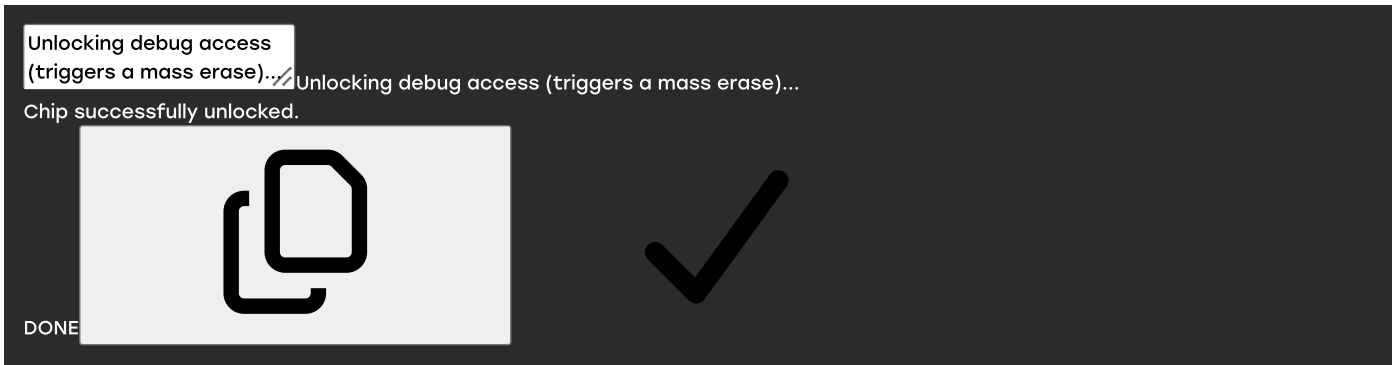 Unlocking debug access
(triggers a mass erase)...
Unlocking debug access (triggers a mass erase)...
Chip successfully unlocked.
DONE